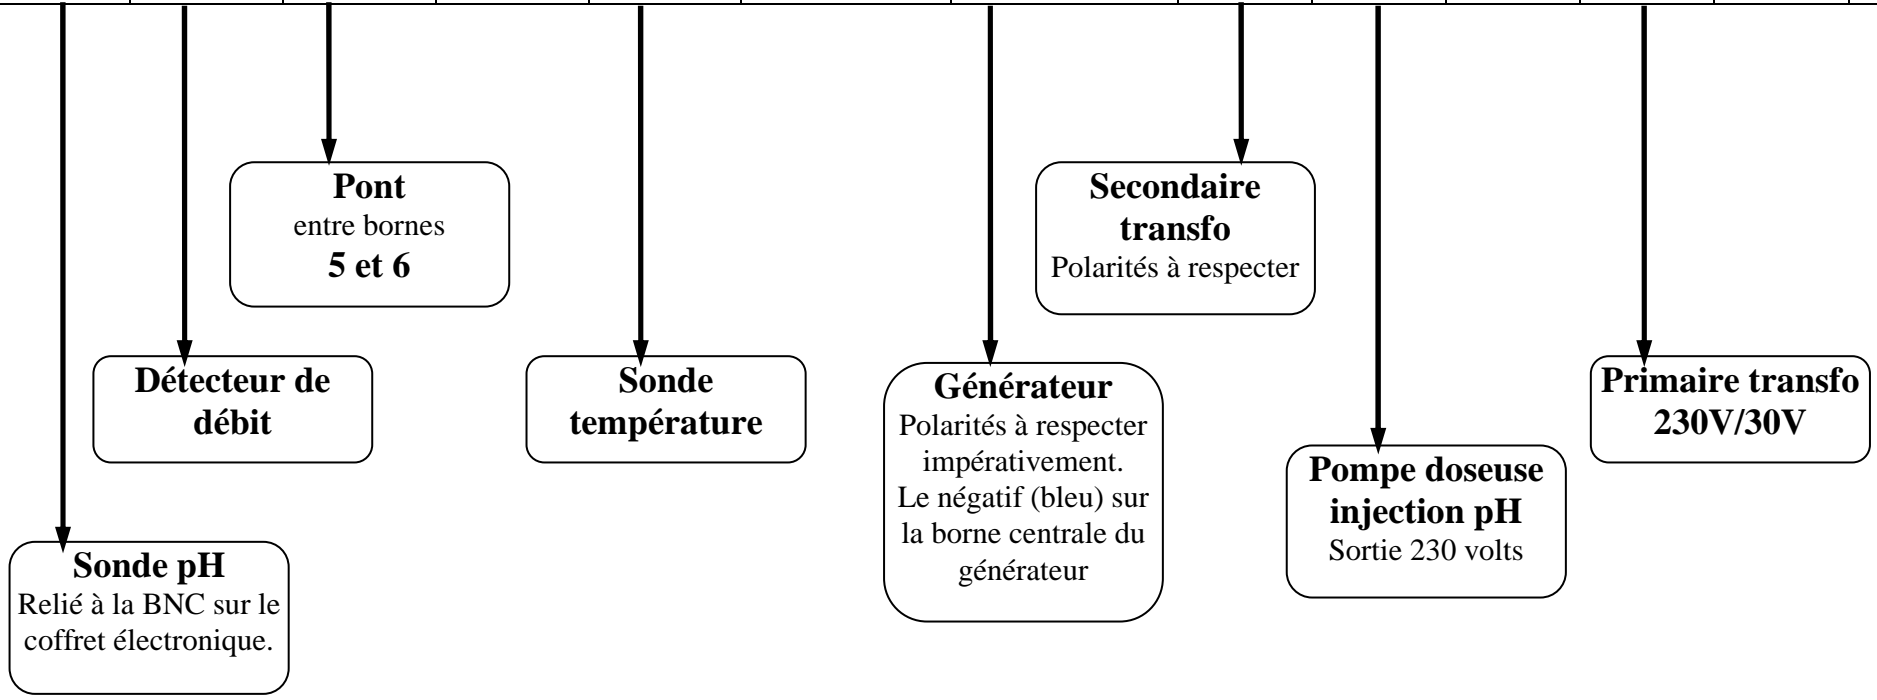 Pont
entre bornes
5 et 6
Secondaire
transfo
Polarités à respecter
Détecteur de
débit
Sonde
température
Générateur
Polarités à respecter
impérativement.
Le négatif (bleu) sur
la borne centrale du
générateur
Primaire transfo
230V/30V
Pompe doseuse
injection pH
Sortie 230 volts
Sonde pH
Relié à la BNC sur le
coffret électronique.